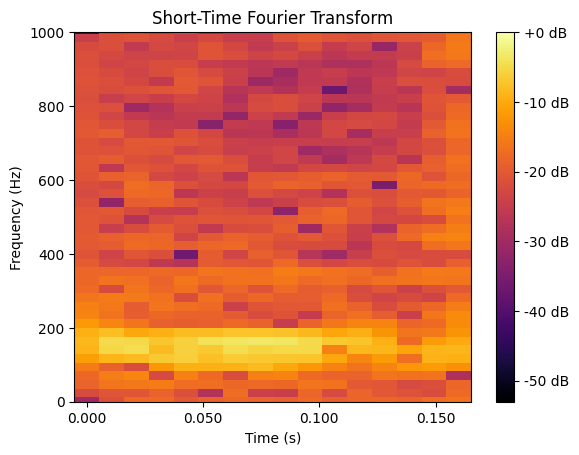 Short-Time Fourier Transform
Frequency (Hz)
1000
800
600
400
200
0
0.000
0.050
0.100
0.150
Time (s)
+0 dB
-10 dB
-20 dB
-30 dB
-40 dB
-50 dB